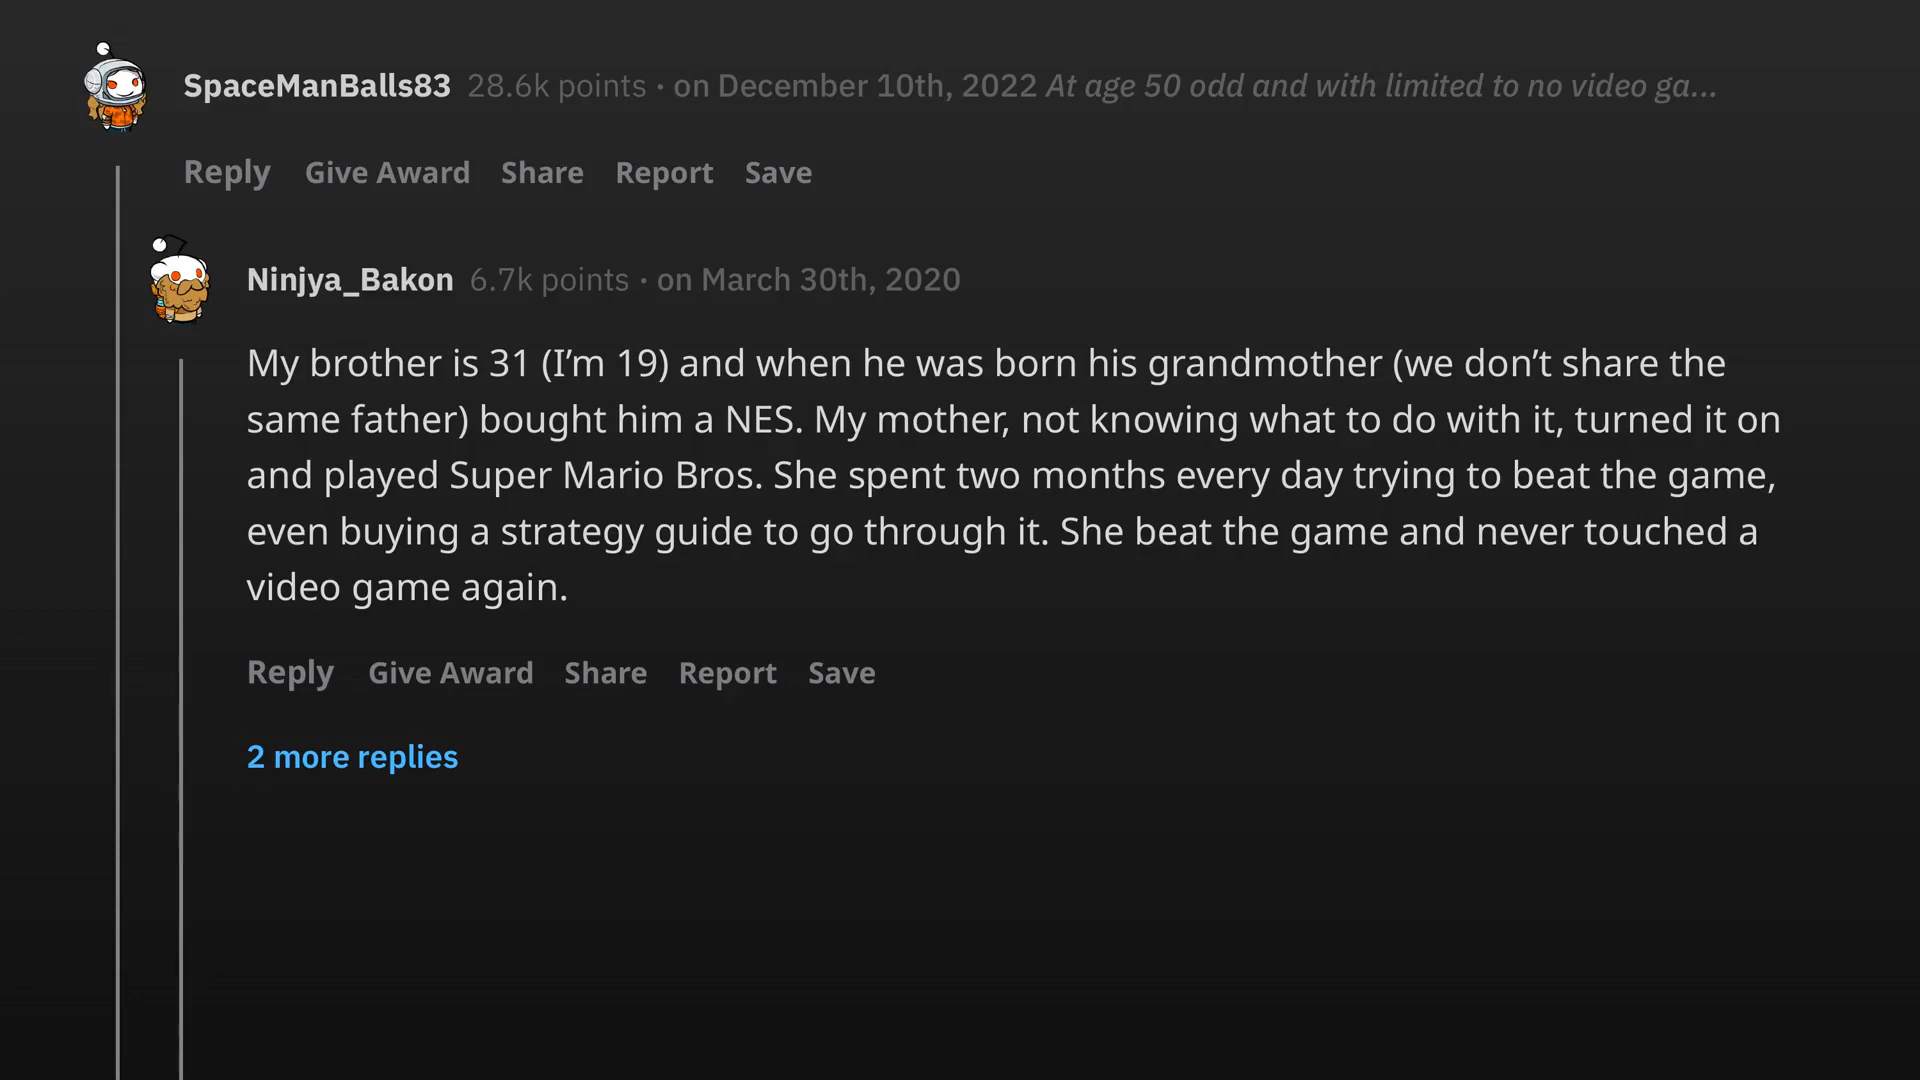 SpaceManBalls83 28.6k points · on December 10th, 2022 At age 50 odd and with limited to no video ga...
Reply Give Award Share Report Save
Ninjya_Bakon 6.7k points · on March 30th, 2020
My brother is 31 (I’m 19) and when he was born his grandmother (we don’t share the
same father) bought him a NES. My mother, not knowing what to do with it, turned it on
and played Super Mario Bros. She spent two months every day trying to beat the game,
even buying a strategy guide to go through it. She beat the game and never touched a
video game again.
Reply Give Award Share Report Save
2 more replies